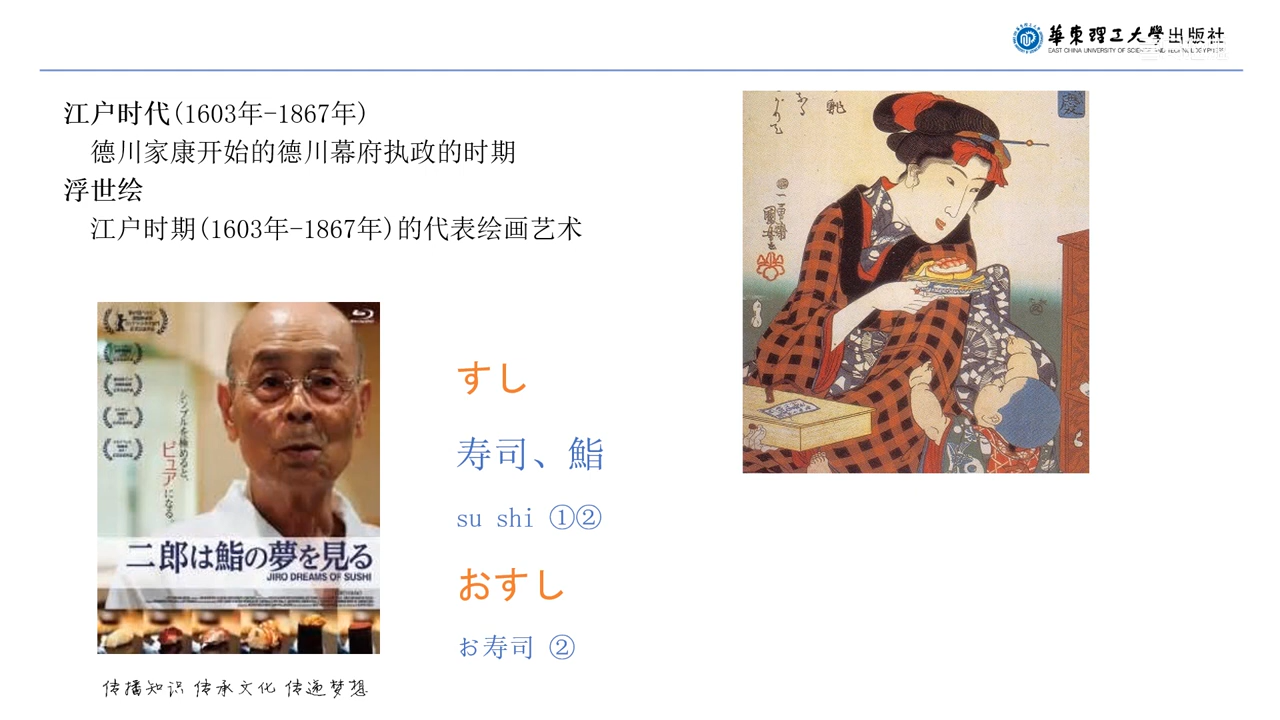 華東理工大學出版社
江户时代(1603年-1867年)
德川家康开始的德川幕府执政的时期
浮世绘
江户时期(1603年-1867年)的代表绘画艺术
慶
シンプルを極めると、
ピュア
になる。
二郎は鮨の夢を見る
JIRO DREAMS OF SUSHI
すし
寿司、鮨
su shi ①②
おすし
お寿司 ②
传播知识 传承文化 传递梦想